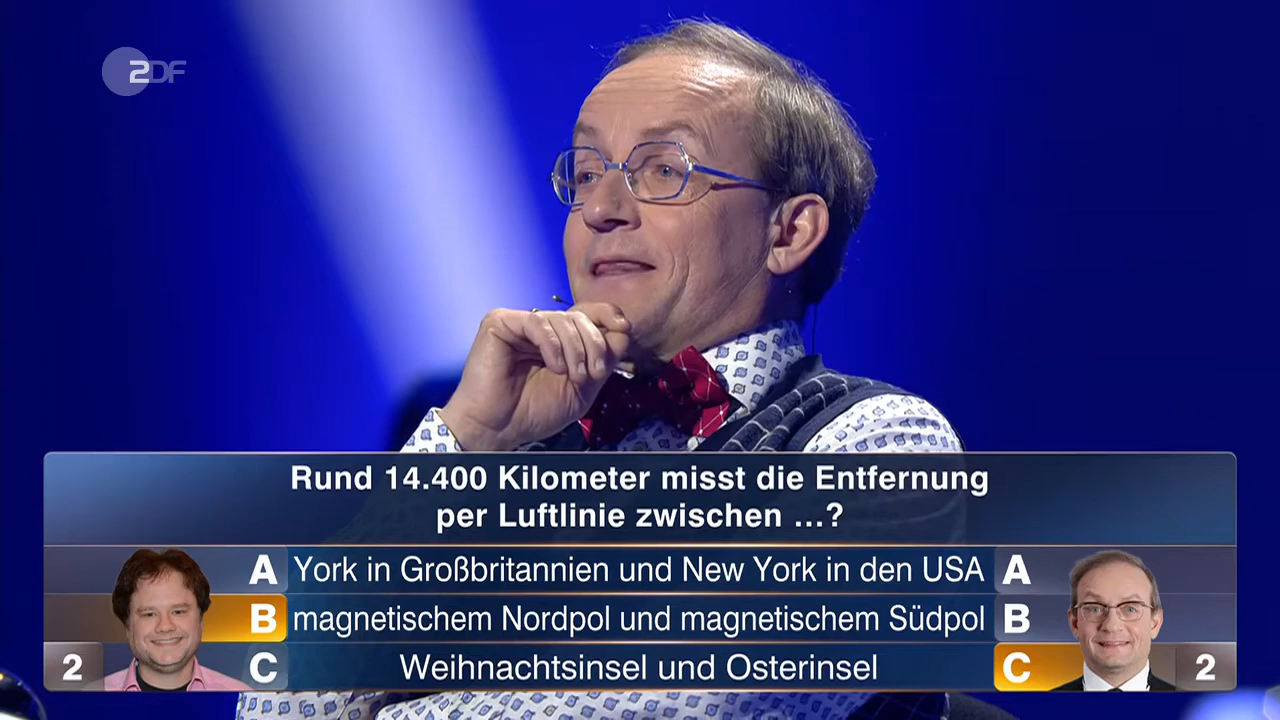 ZDF
Rund 14.400 Kilometer misst die Entfernung
per Luftlinie zwischen ...?
A York in Großbritannien und New York in den USA A
B magnetischem Nordpol und magnetischem Südpol B
2 C Weihnachtsinsel und Osterinsel C 2